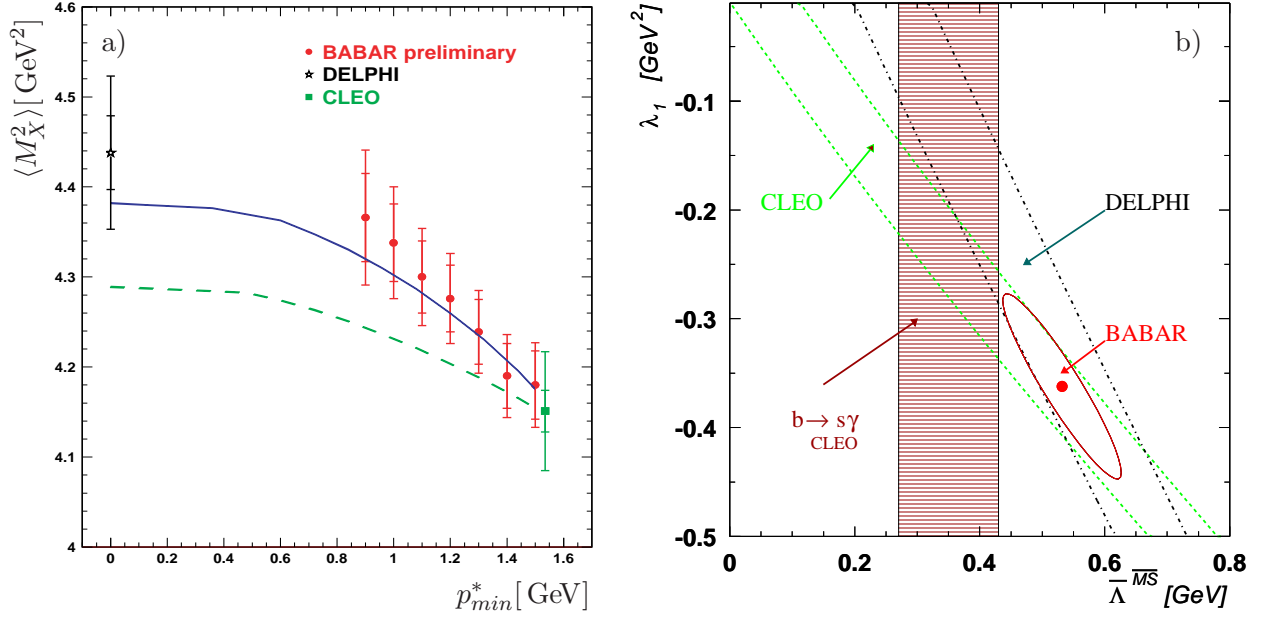 a)
⟨M_X^2⟩[GeV^2]
BABAR preliminary
DELPHI
CLEO
4.6
4.5
4.4
4.3
4.2
4.1
4
0 0.2 0.4 0.6 0.8 1 1.2 1.4 1.6
p*_min[GeV]
b)
λ_1 [GeV^2]
-0.1
-0.2
-0.3
-0.4
-0.5
CLEO
DELPHI
BABAR
b→sγ
CLEO
0 0.2 0.4 0.6 0.8
Λ̅ ^M̅S̅ [GeV]